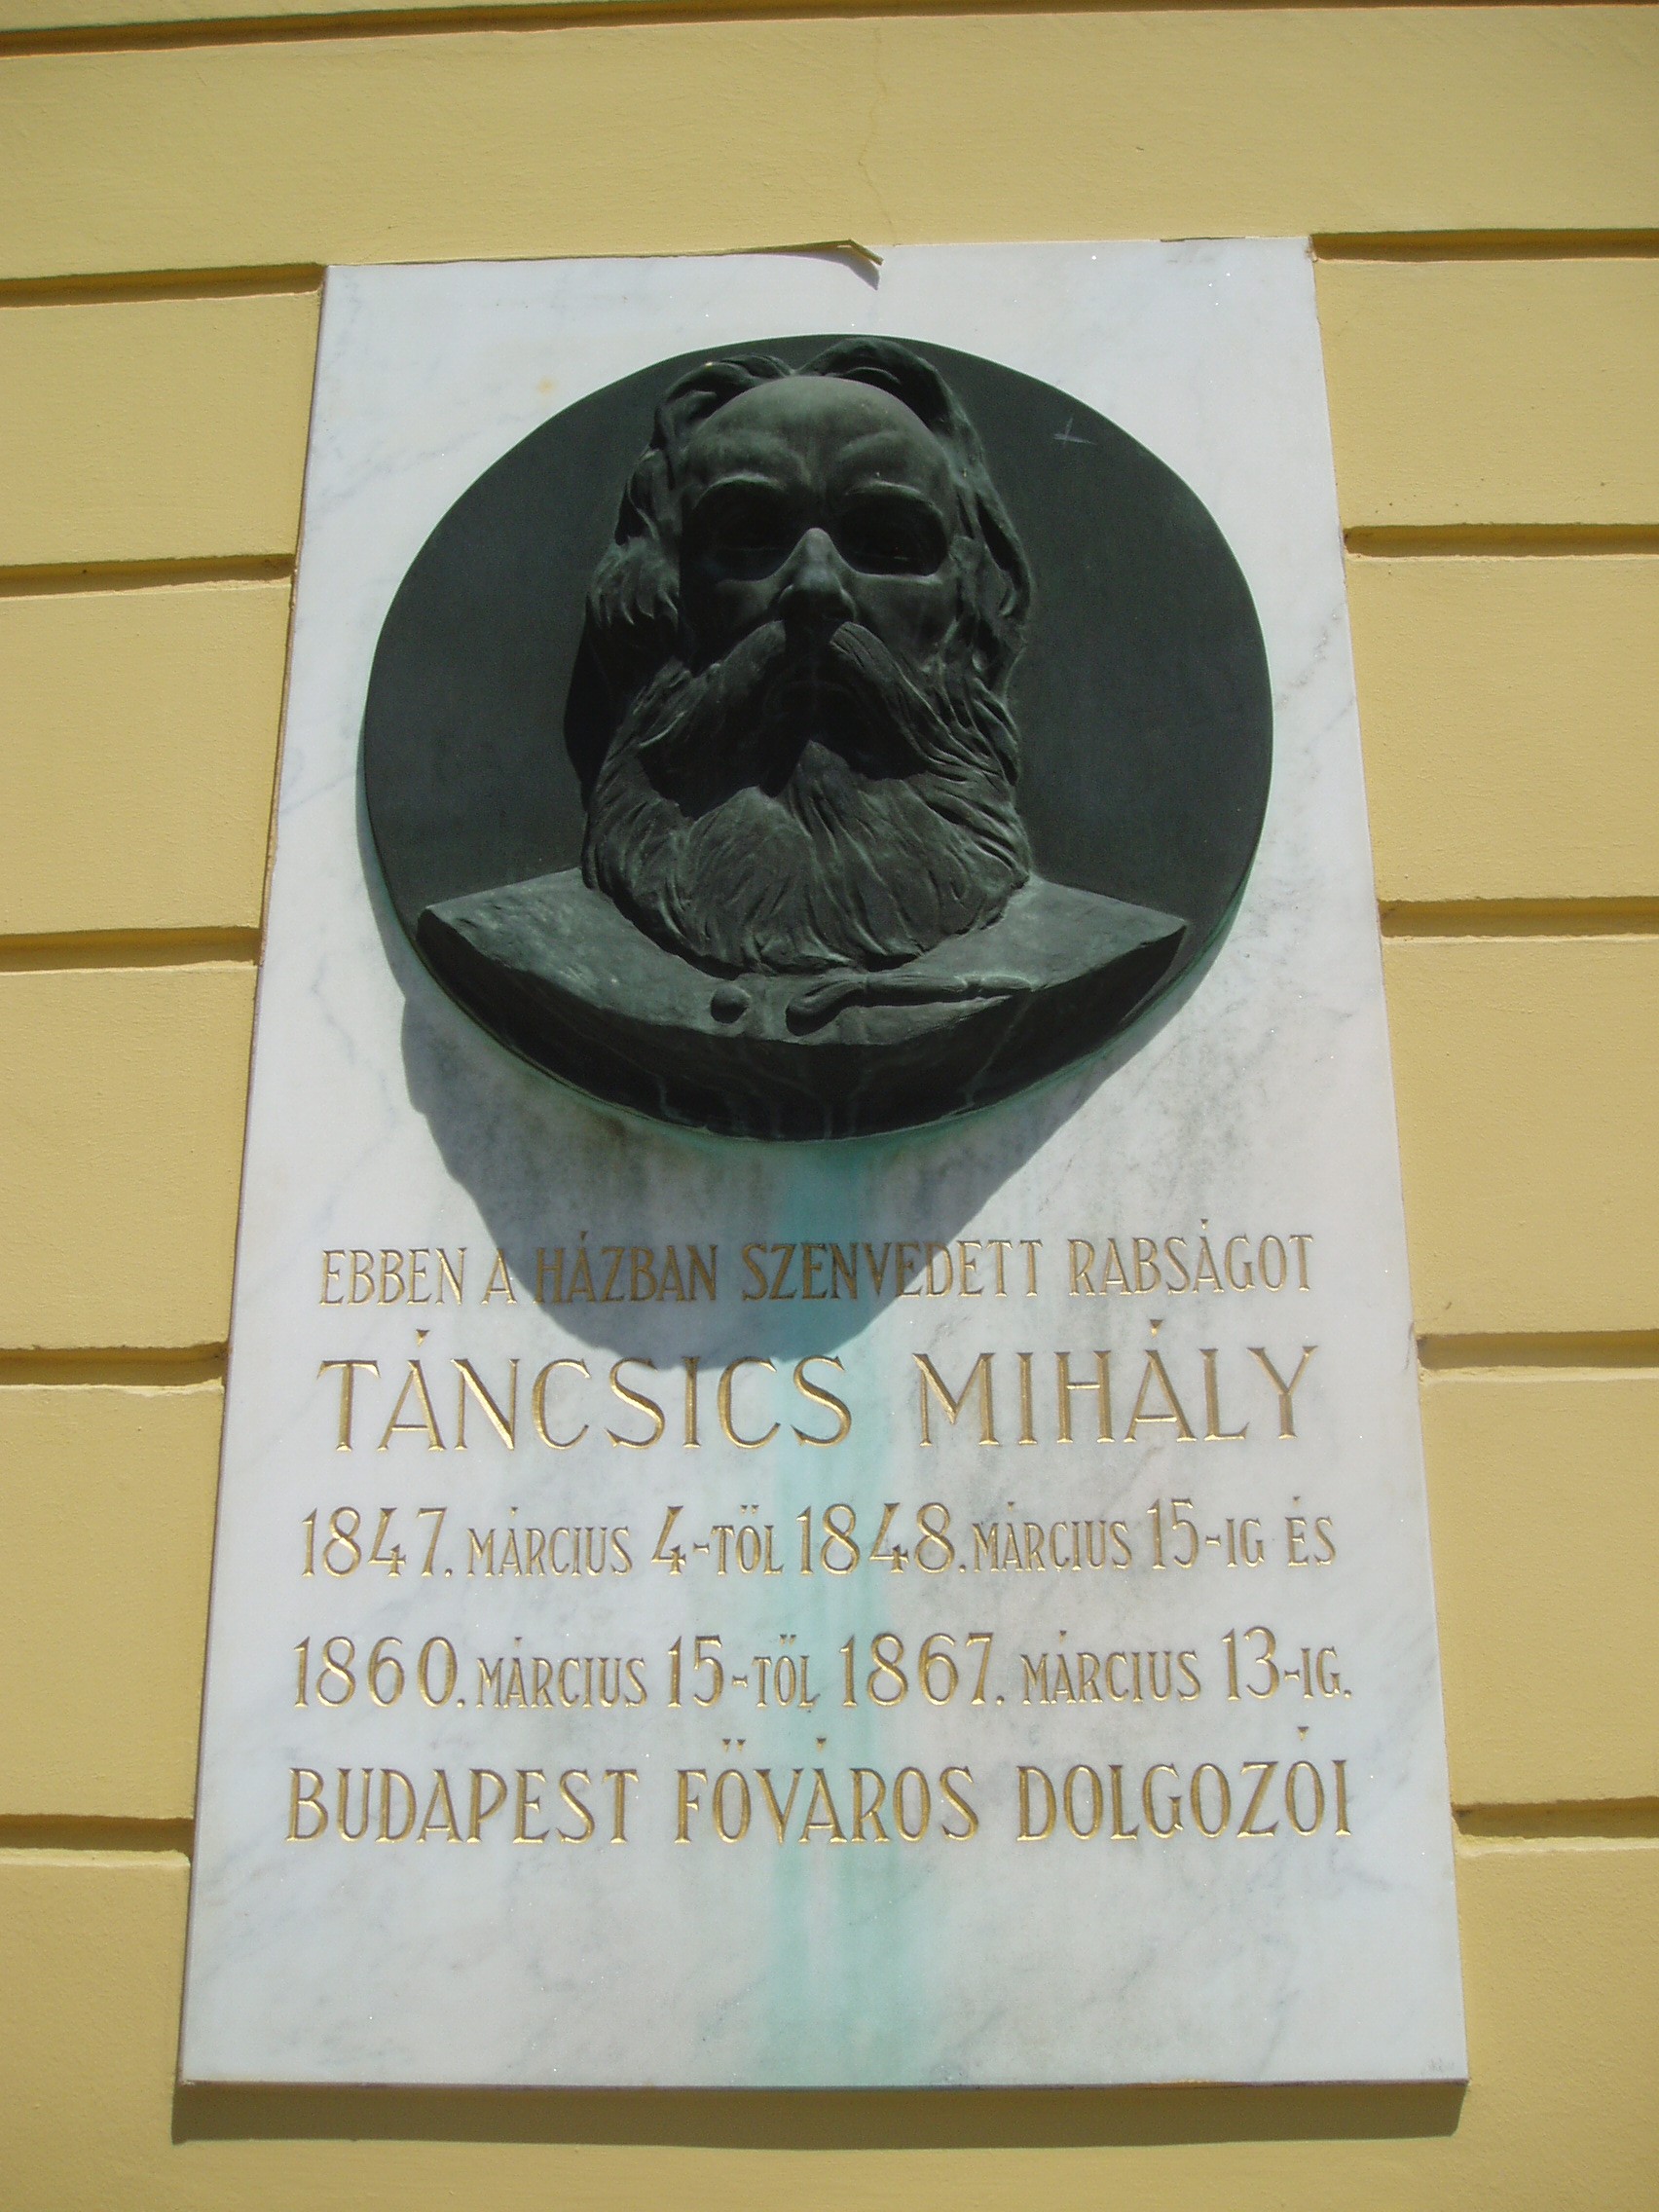 EBBEN A HÁZBAN SZENVEDETT RABSÁGOT
TÁNCSICS MIHÁLY
1847. MÁRCIUS 4-TŐL 1848. MÁRCIUS 15-IG ÉS
1860. MÁRCIUS 15-TŐL 1867. MÁRCIUS 13-IG.
BUDAPEST FŐVÁROS DOLGOZÓI